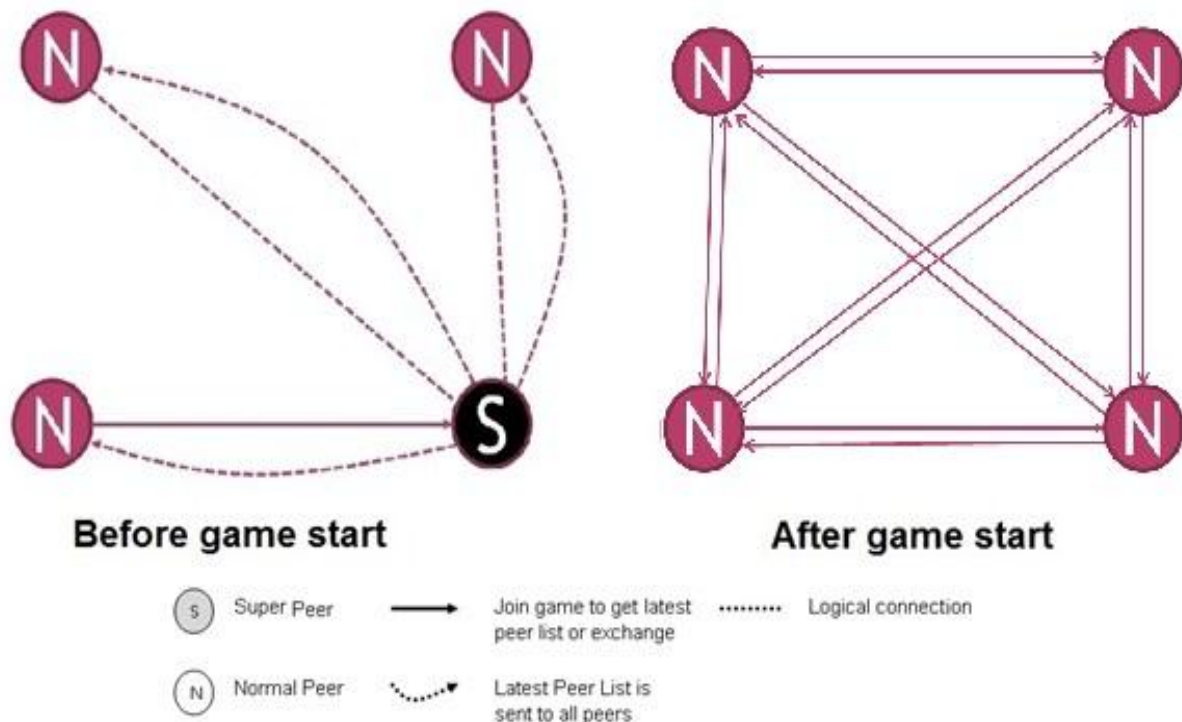 N N N N
N S N N
Before game start After game start
S Super Peer Join game to get latest Logical connection
peer list or exchange
N Normal Peer Latest Peer List is
sent to all peers